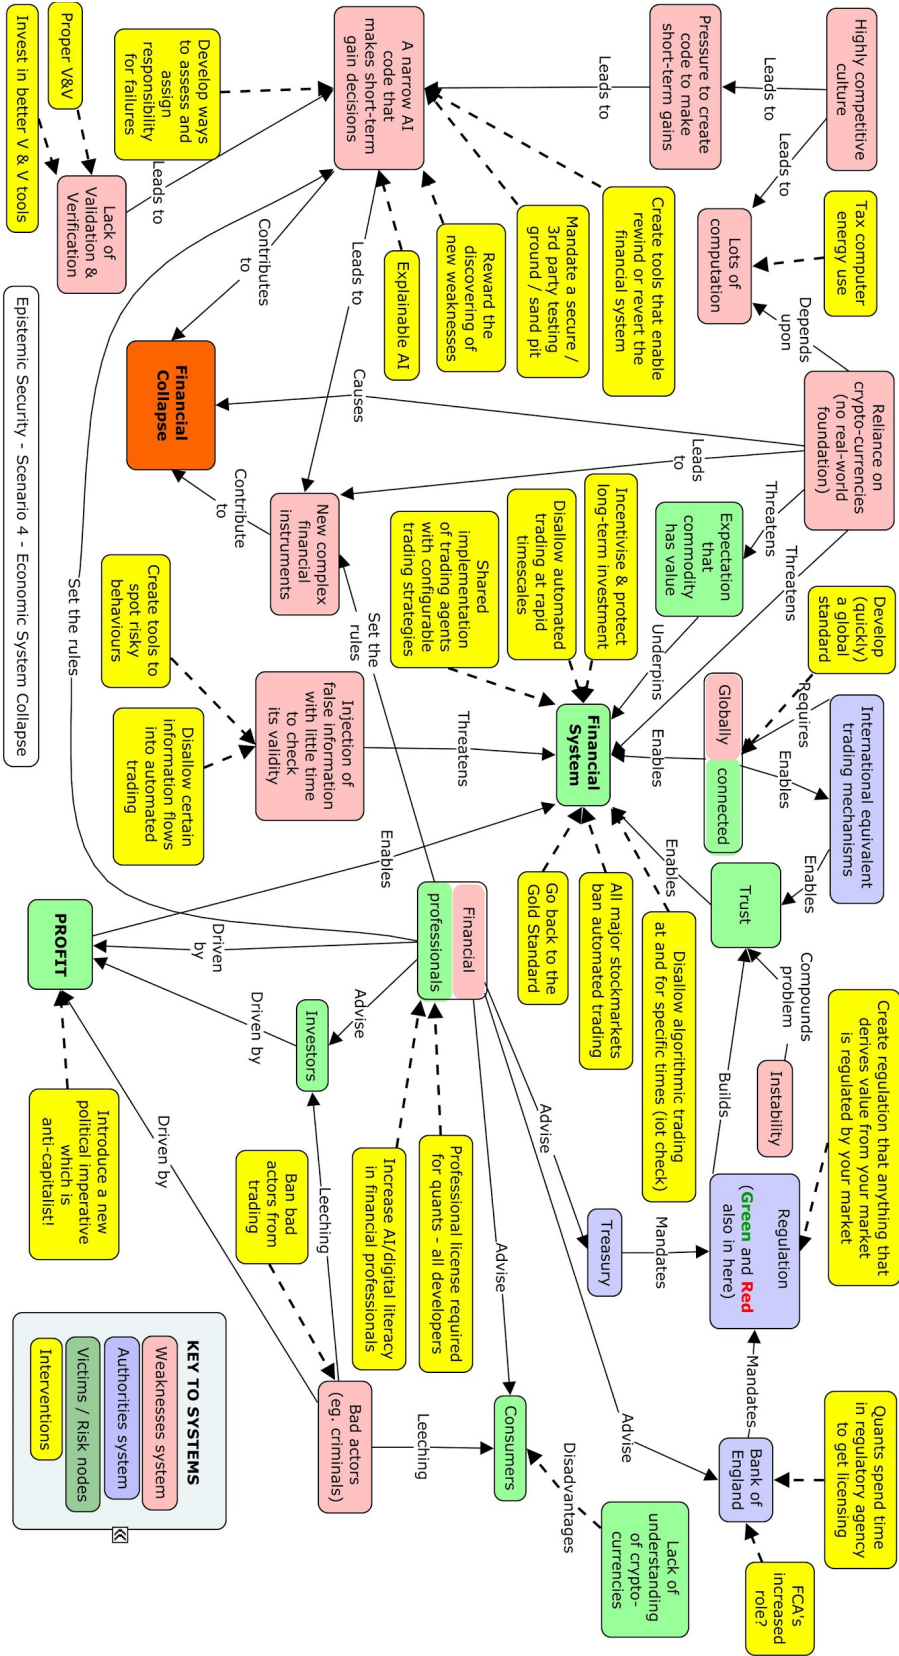 Highly competitive
culture
Leads to
Leads to
Pressure to create
code to make
short-term gains
Leads to
A narrow AI
code that
makes short-term
gain decisions
Develop ways
to assess and
assign
responsibility
for failures
Proper V&V
Invest in better V & V tools
Leads to
Lack of
Validation &
Verification
Tax computer
energy use
Lots of
computation
Depends
upon
Create tools that enable
rewind or revert the
financial system
Mandate a secure /
3rd party testing
ground / sand pit
Reward the
discovering of
new weaknesses
Explainable AI
Leads to
Contributes
to
Financial
Collapse
Causes
Reliance on
crypto-currencies
(no real-world
foundation)
Leads
to
Threatens
Threatens
Expectation
that
commodity
has value
Underpins
New complex
financial
instruments
Contribute
to
Set the
rules
Set the rules
Incentivise & protect
long-term investment
Disallow automated
trading at rapid
timescales
Shared
implementation
of trading agents
with configurable
trading strategies
Create tools to
spot risky
behaviours
Injection of
false information
with little time
to check
its validity
Disallow certain
information flows
into automated
trading
Threatens
Develop
(quickly)
a global
standard
Requires
International equivalent
trading mechanisms
Globally
connected
Enables
Enables
Enables
Financial
System
Trust
Enables
Disallow algorithmic trading
at and for specific times (iot check)
All major stockmarkets
ban automated trading
Go back to the
Gold Standard
Enables
PROFIT
Driven
by
Financial
professionals
Advise
Investors
Driven by
Introduce a new
political imperative
which is
anti-capitalist!
Driven by
Compounds
problem
Instability
Builds
Create regulation that anything that
derives value from your market
is regulated by your market
Regulation
(Green and Red
also in here)
Mandates
Treasury
Advise
Mandates
Bank of
England
Advise
Advise
Quants spend time
in regulatory agency
to get licensing
FCA's
increased
role?
Professional license required
for quants - all developers
Increase AI/digital literacy
in financial professionals
Ban bad
actors from
trading
Leeching
Bad actors
(eg. criminals)
Leeching
Consumers
Disadvantages
Lack of
understanding
of crypto-
currencies
KEY TO SYSTEMS
Weaknesses system
Authorities system
Victims / Risk nodes
Interventions
Epistemic Security - Scenario 4 - Economic System Collapse